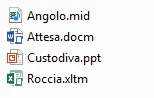 Angolo.mid
Attesa.docm
Custodiva.ppt
Roccia.xltm